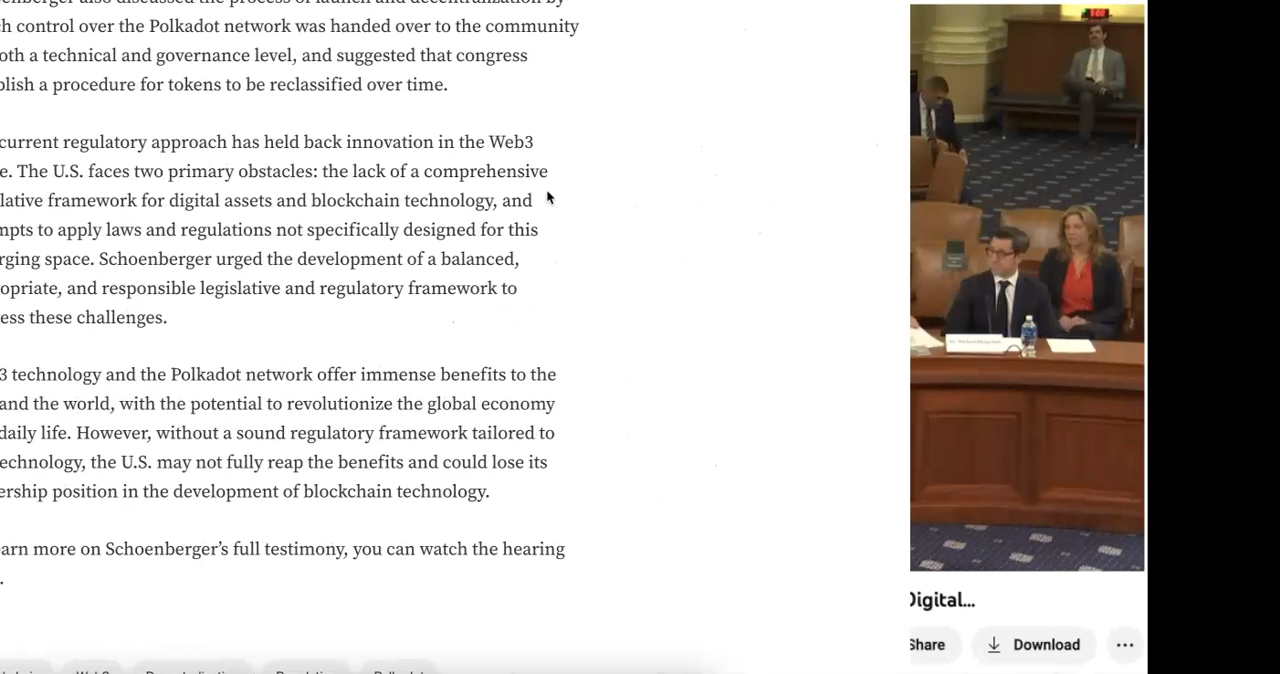 enberger also discussed the process of launch and decentralization by
ch control over the Polkadot network was handed over to the community
oth a technical and governance level, and suggested that congress
blish a procedure for tokens to be reclassified over time.
current regulatory approach has held back innovation in the Web3
e. The U.S. faces two primary obstacles: the lack of a comprehensive
lative framework for digital assets and blockchain technology, and
mpts to apply laws and regulations not specifically designed for this
rging space. Schoenberger urged the development of a balanced,
opriate, and responsible legislative and regulatory framework to
ess these challenges.
3 technology and the Polkadot network offer immense benefits to the
and the world, with the potential to revolutionize the global economy
daily life. However, without a sound regulatory framework tailored to
echnology, the U.S. may not fully reap the benefits and could lose its
ership position in the development of blockchain technology.
earn more on Schoenberger’s full testimony, you can watch the hearing
.
Digital...
Share
Download